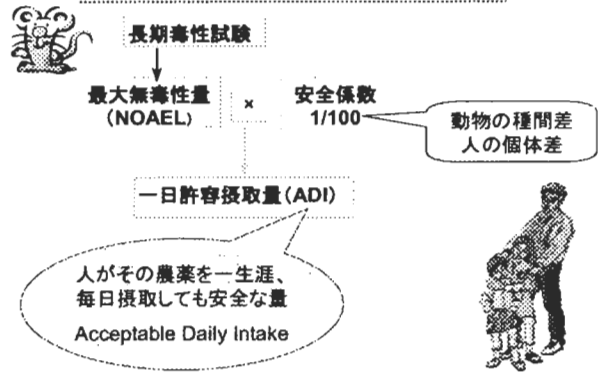 長期毒性試験
最大無毒性量
(NOAEL)
×
安全係数
1/100
動物の種間差
人の個体差
一日許容摂取量(ADI)
人がその農薬を一生涯、
毎日摂取しても安全な量
Acceptable Daily Intake